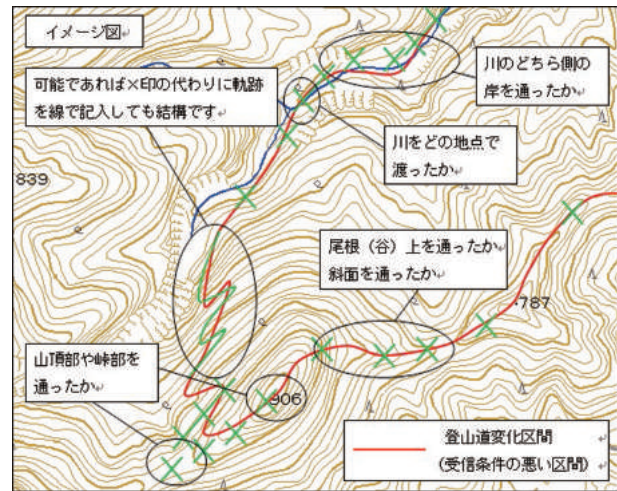 イメージ図
可能であれば×印の代わりに軌跡
を線で記入しても結構です
川のどちら側の
岸を通ったか
川をどの地点で
渡ったか
839
尾根（谷）上を通ったか
斜面を通ったか
・787
山頂部や峠部を
通ったか
906
登山道変化区間
(受信条件の悪い区間)